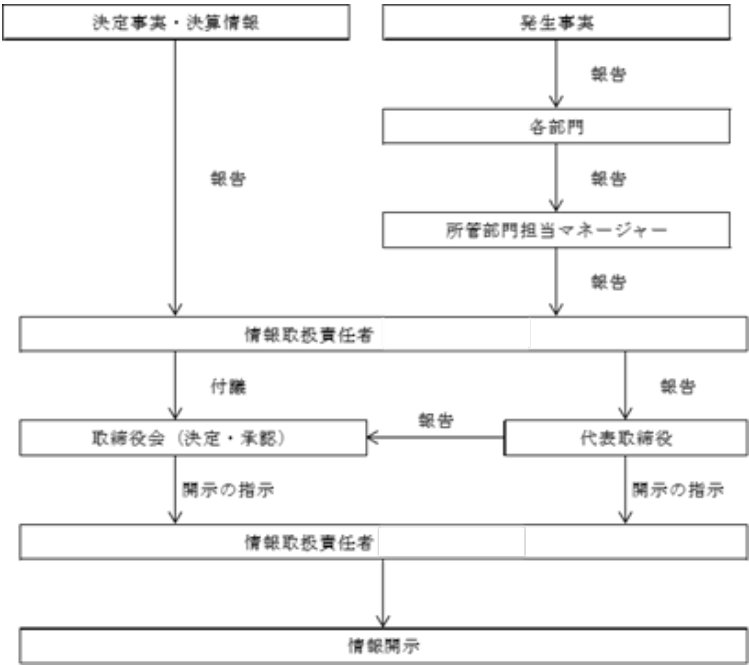 決定事実・決算情報
発生事実
報告
各部門
報告
報告
所管部門担当マネージャー
報告
情報取扱責任者
付議
報告
報告
取締役会（決定・承認）
代表取締役
開示の指示
開示の指示
情報取扱責任者
情報開示